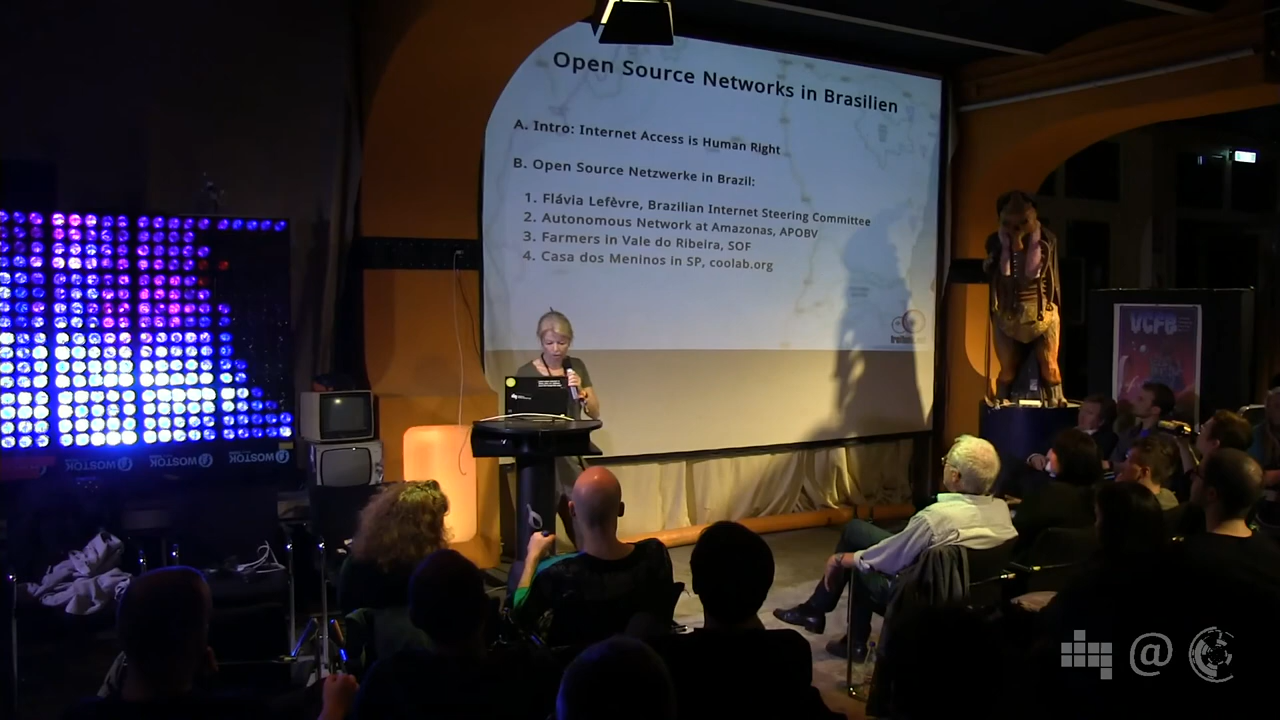 Open Source Networks in Brasilien
A. Intro: Internet Access is Human Right
B. Open Source Netzwerke in Brazil:
1. Flávia Lefèvre, Brazilian Internet Steering Committee
2. Autonomous Network at Amazonas, APOBV
3. Farmers in Vale do Ribeira, SOF
4. Casa dos Meninos in SP, coolab.org
VCFB
WOSTOK WOSTOK WOSTOK
@